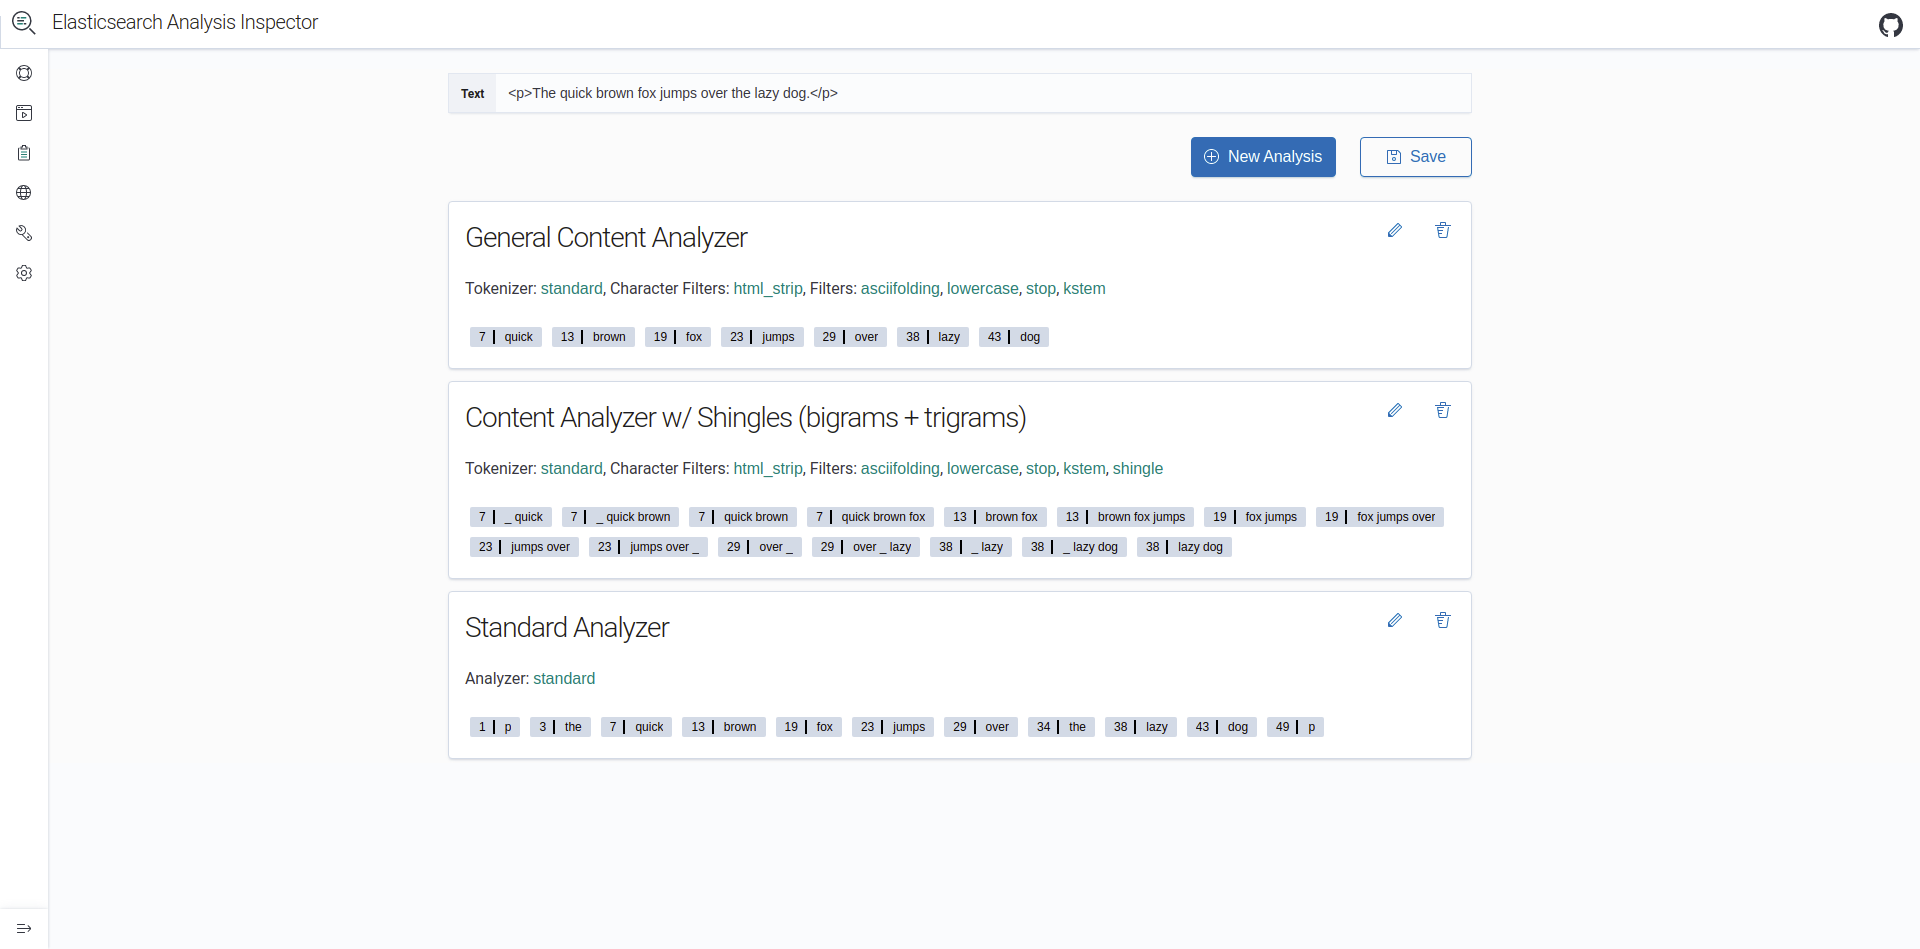 Elasticsearch Analysis Inspector
Text <p>The quick brown fox jumps over the lazy dog.</p>
New Analysis Save
General Content Analyzer
Tokenizer: standard, Character Filters: html_strip, Filters: asciifolding, lowercase, stop, kstem
7 | quick 13 | brown 19 | fox 23 | jumps 29 | over 38 | lazy 43 | dog
Content Analyzer w/ Shingles (bigrams + trigrams)
Tokenizer: standard, Character Filters: html_strip, Filters: asciifolding, lowercase, stop, kstem, shingle
7 | _ quick 7 | _ quick brown 7 | quick brown 7 | quick brown fox 13 | brown fox 13 | brown fox jumps 19 | fox jumps 19 | fox jumps over
23 | jumps over 23 | jumps over _ 29 | over _ 29 | over _ lazy 38 | _ lazy 38 | _ lazy dog 38 | lazy dog
Standard Analyzer
Analyzer: standard
1 | p 3 | the 7 | quick 13 | brown 19 | fox 23 | jumps 29 | over 34 | the 38 | lazy 43 | dog 49 | p